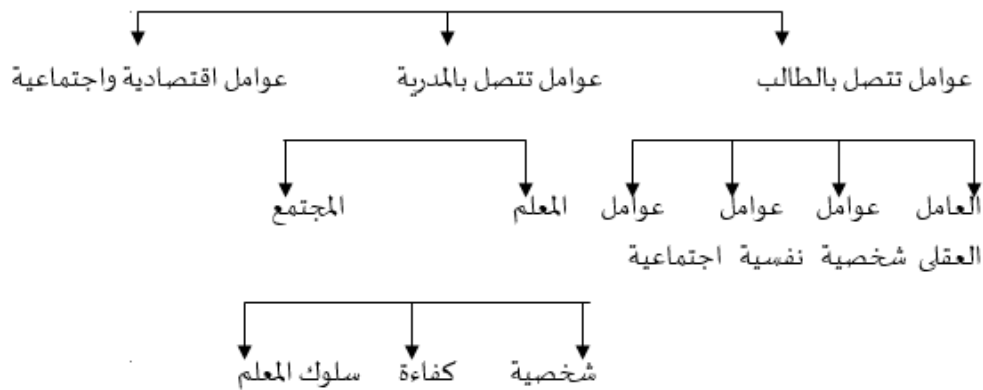 عوامل تتصل بالطالب عوامل تتصل بالمدربة عوامل اقتصادية واجتماعية
العامل عوامل عوامل عوامل المعلم المجتمع
العقلى شخصية نفسية اجتماعية
شخصية كفاءة سلوك المعلم